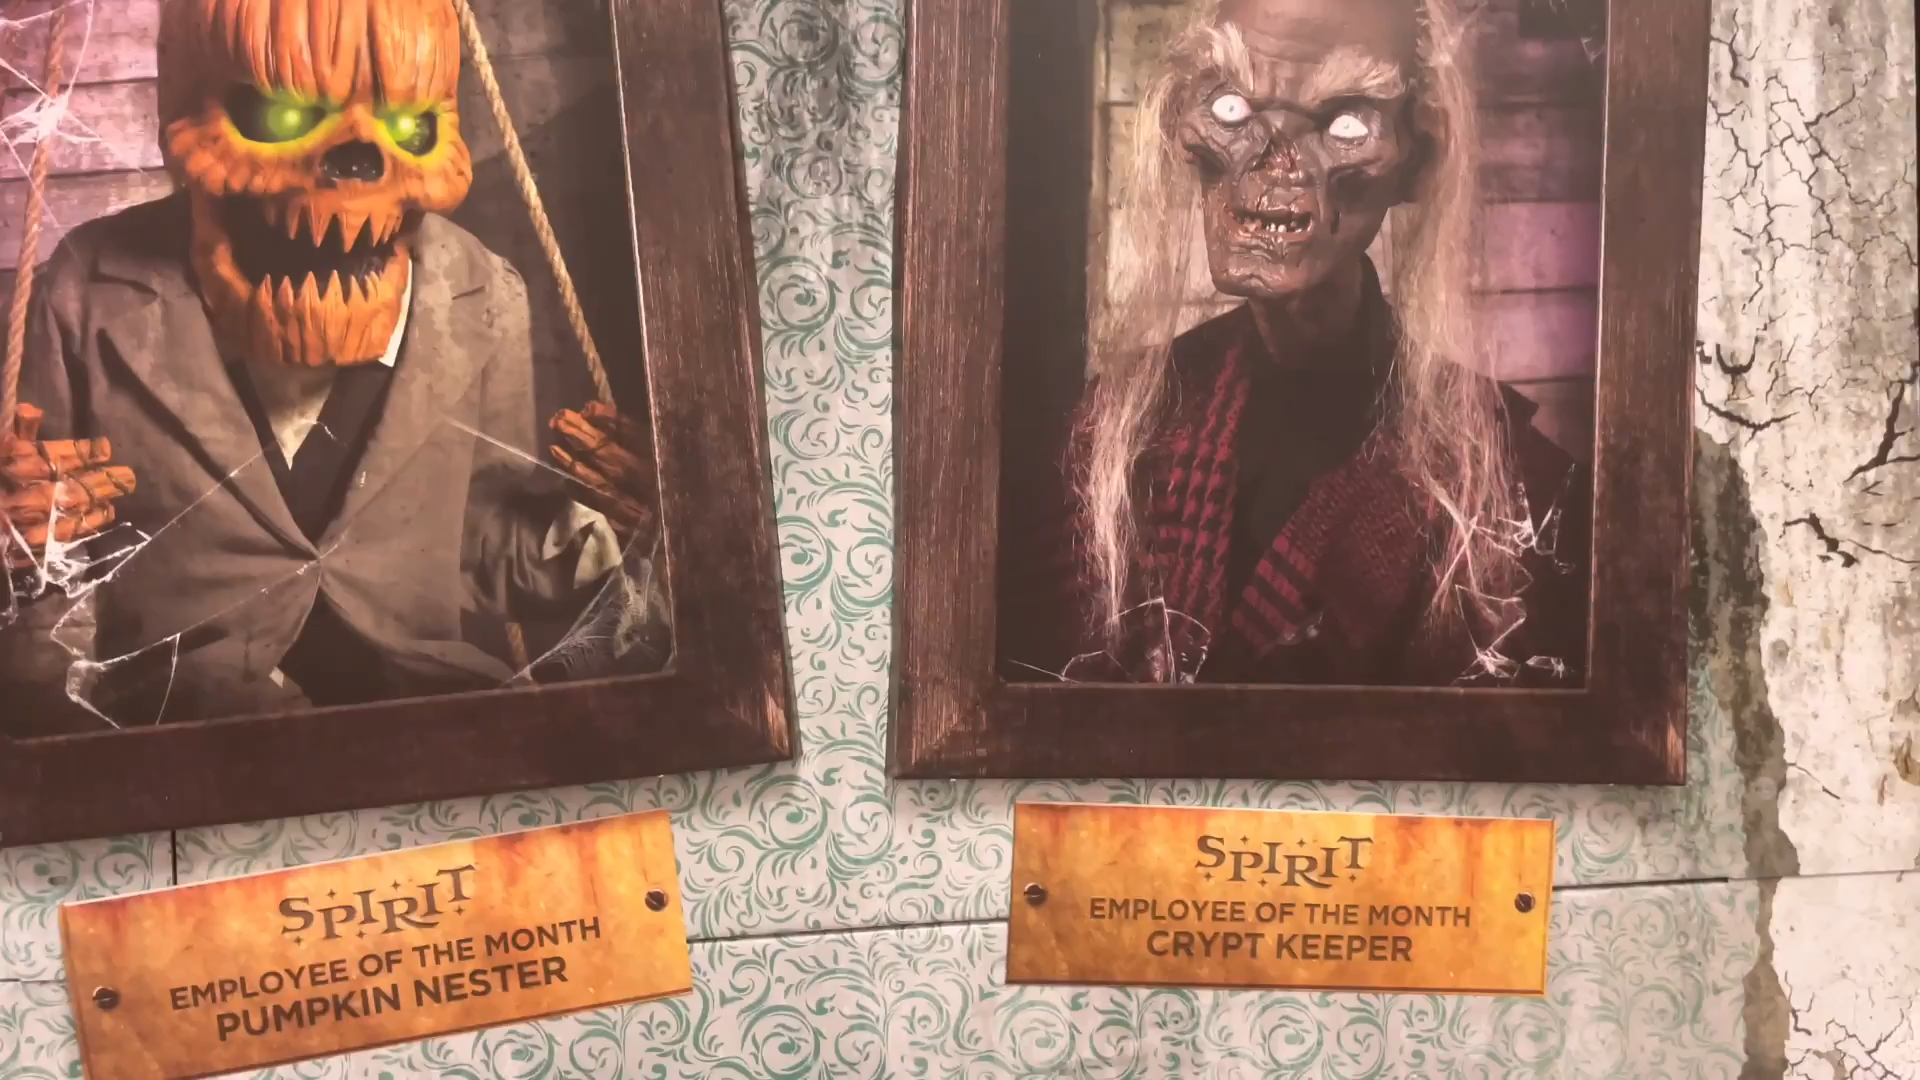 SPIRIT
EMPLOYEE OF THE MONTH
PUMPKIN NESTER
SPIRIT
EMPLOYEE OF THE MONTH
CRYPT KEEPER